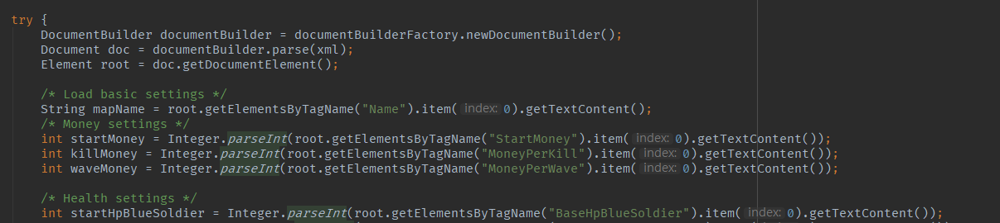 try {
DocumentBuilder documentBuilder = documentBuilderFactory.newDocumentBuilder();
Document doc = documentBuilder.parse(xml);
Element root = doc.getDocumentElement();
/* Load basic settings */
String mapName = root.getElementsByTagName("Name").item( index: 0).getTextContent();
/* Money settings */
int startMoney = Integer.parseInt(root.getElementsByTagName("StartMoney").item( index: 0).getTextContent());
int killMoney = Integer.parseInt(root.getElementsByTagName("MoneyPerKill").item( index: 0).getTextContent());
int waveMoney = Integer.parseInt(root.getElementsByTagName("MoneyPerWave").item( index: 0).getTextContent());
/* Health settings */
int startHpBlueSoldier = Integer.parseInt(root.getElementsByTagName("BaseHpBlueSoldier").item( index: 0).getTextContent());